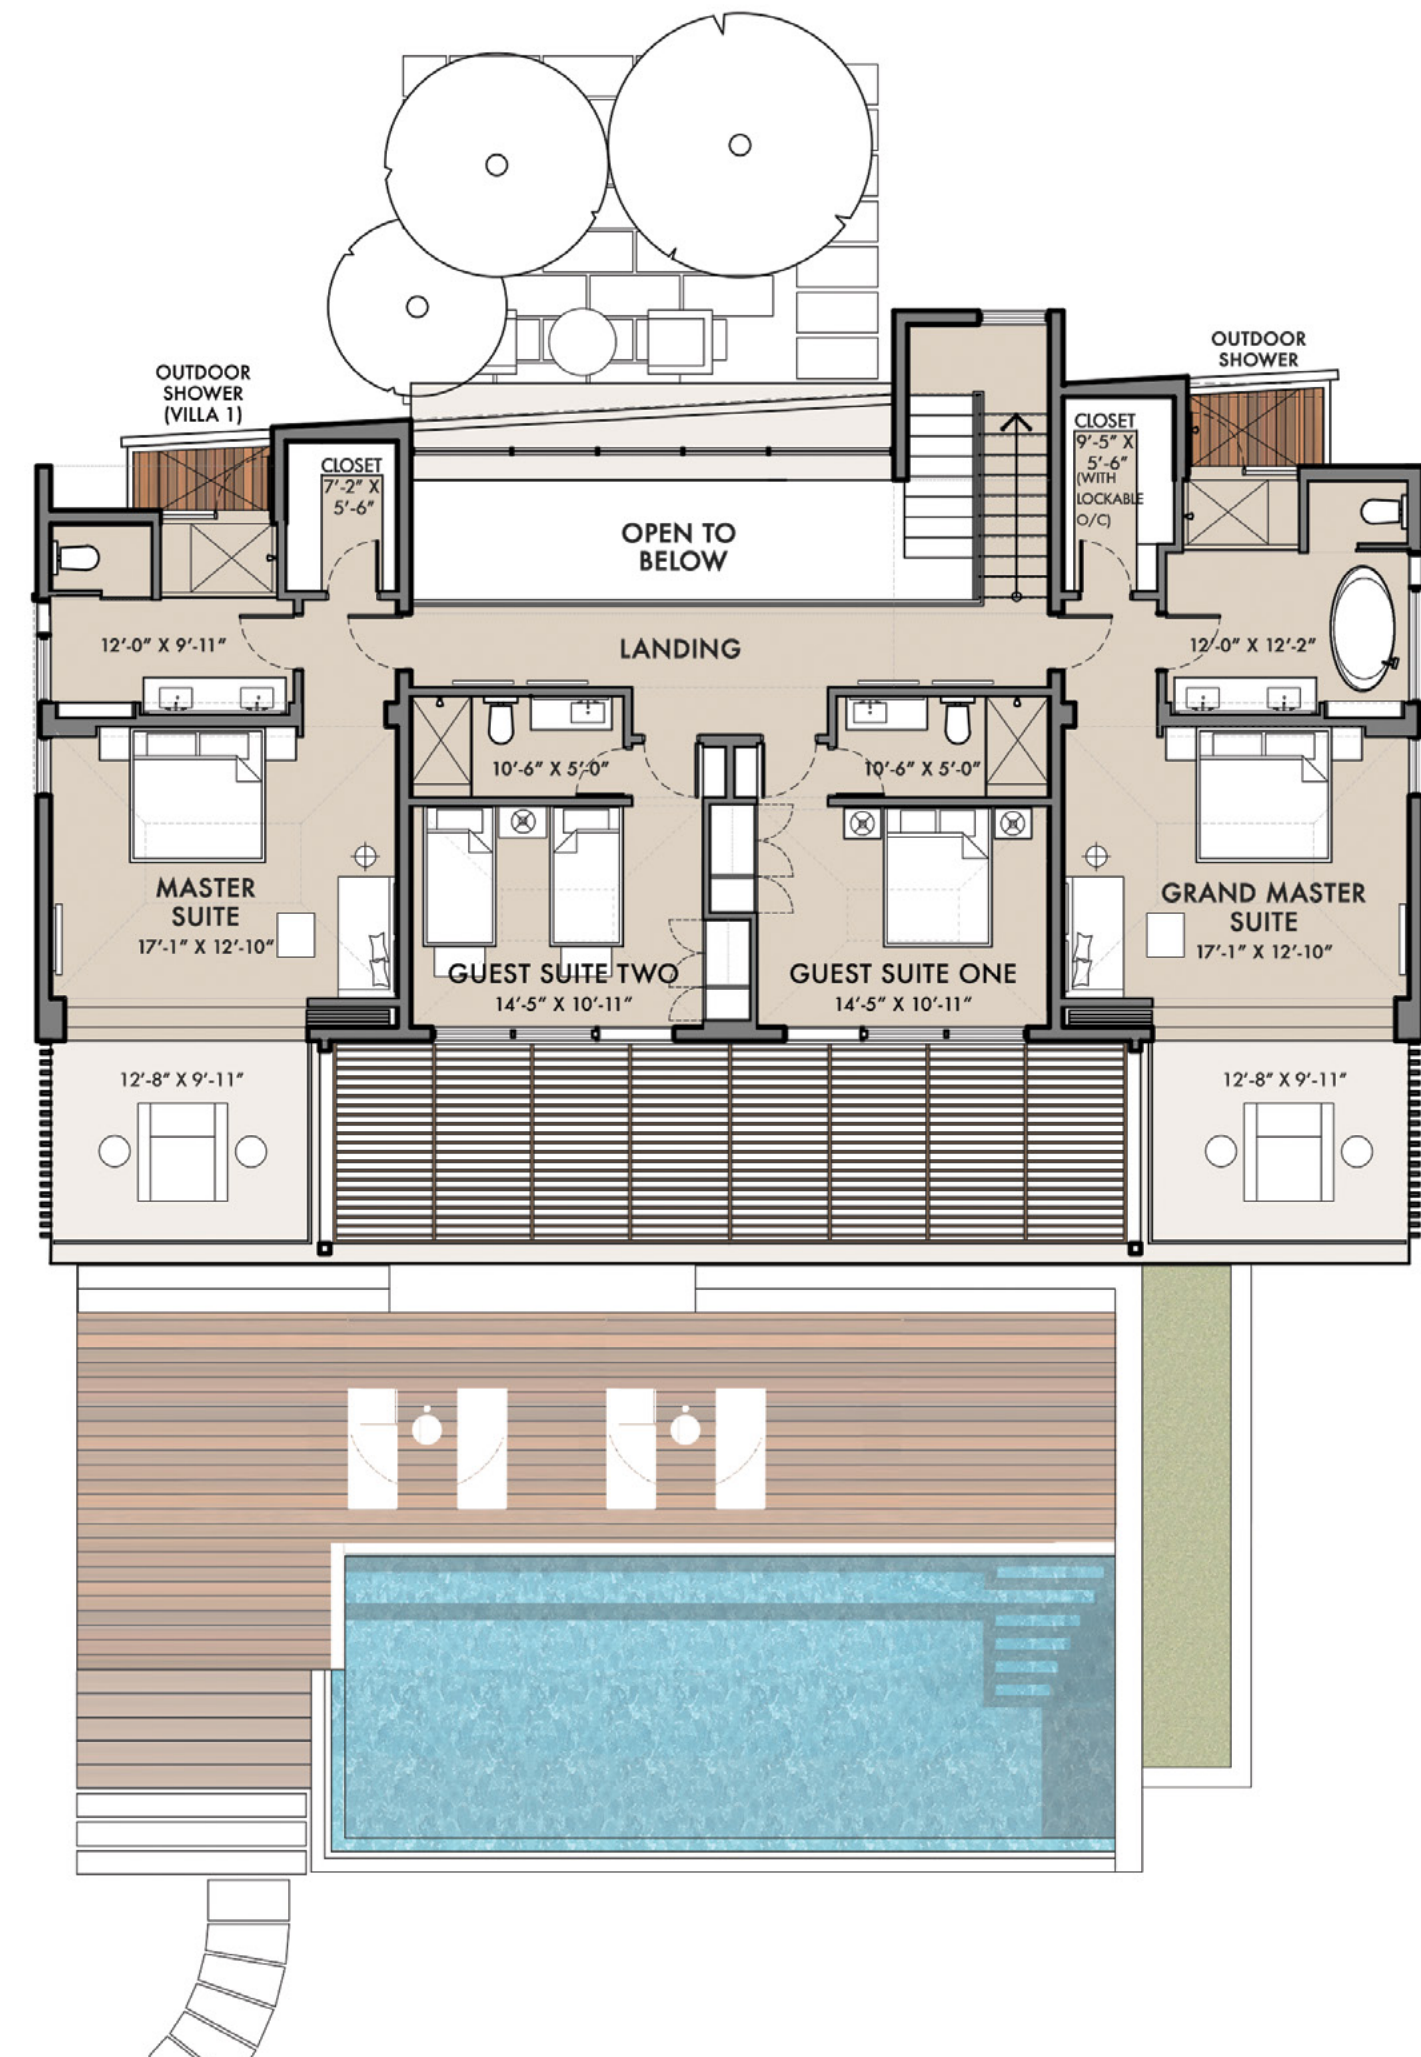 OUTDOOR
SHOWER
OUTDOOR
SHOWER
(VILLA 1)
CLOSET
9'-5" X
5'-6"
(WITH
LOCKABLE
O/C)
CLOSET
7'-2" X
5'-6"
OPEN TO
BELOW
12'-0" X 9'-11"
LANDING
12'-0" X 12'-2"
10'-6" X 5'-0"
10'-6" X 5'-0"
MASTER
SUITE
17'-1" X 12'-10"
GUEST SUITE TWO
14'-5" X 10'-11"
GUEST SUITE ONE
14'-5" X 10'-11"
GRAND MASTER
SUITE
17'-1" X 12'-10"
12'-8" X 9'-11"
12'-8" X 9'-11"